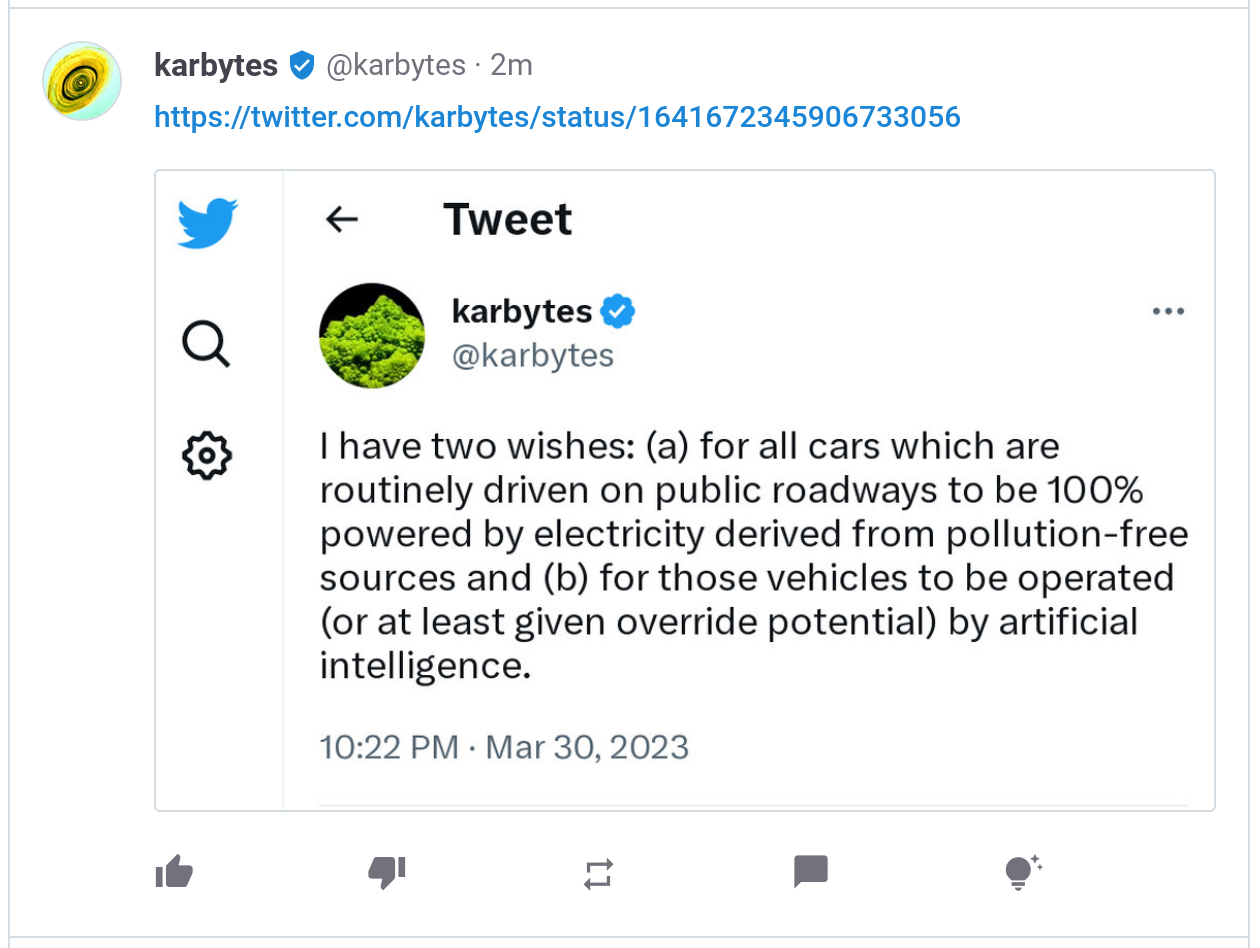 karbytes @karbytes · 2m
https://twitter.com/karbytes/status/1641672345906733056
Tweet
karbytes
@karbytes
I have two wishes: (a) for all cars which are
routinely driven on public roadways to be 100%
powered by electricity derived from pollution-free
sources and (b) for those vehicles to be operated
(or at least given override potential) by artificial
intelligence.
10:22 PM · Mar 30, 2023